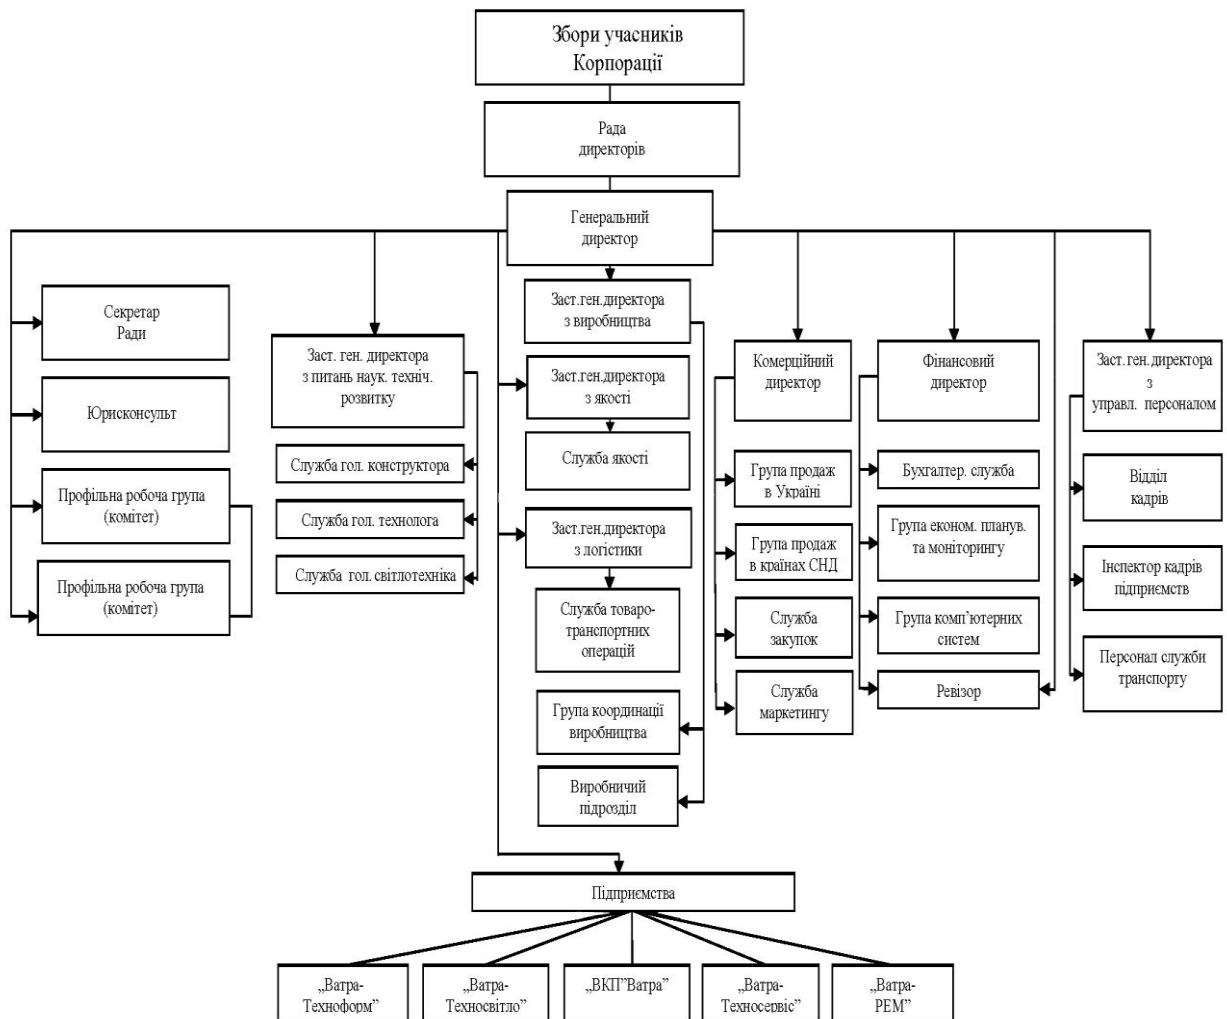 Збори учасників
Корпорації
Рада
директорів
Генеральний
директор
Секретар
Ради
Юрисконсульт
Профільна робоча група
(комітет)
Профільна робоча група
(комітет)
Заст. ген. директора
з питань наук. техніч.
розвитку
Служба гол. конструктора
Служба гол. технолога
Служба гол. світлотехніка
Заст.ген.директора
з виробництва
Заст.ген.директора
з якості
Служба якості
Заст.ген.директора
з логістики
Служба товаро-
транспортних
операцій
Група координації
виробництва
Виробничий
підрозділ
Комерційний
директор
Група продаж
в Україні
Група продаж
в країнах СНД
Служба
закупок
Служба
маркетингу
Фінансовий
директор
Бухгалтер. служба
Група економ. планув.
та моніторингу
Група комп’ютерних
систем
Ревізор
Заст.ген.директора
з
управл. персоналом
Відділ
кадрів
Інспектор кадрів
підприємств
Персонал служби
транспорту
Підприємства
„Ватра-
Техноформ”
„Ватра-
Техносвітло”
„ВКП”Ватра”
„Ватра-
Техносервіс”
„Ватра-
РЕМ”